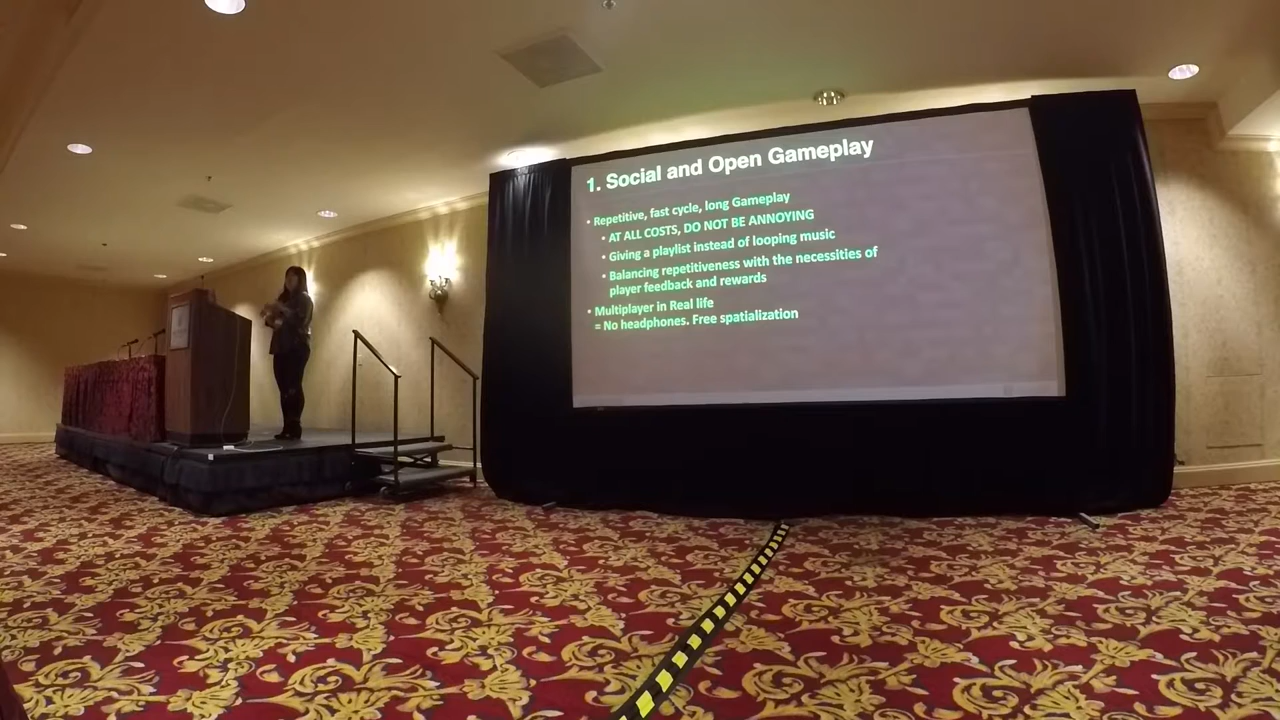 1. Social and Open Gameplay
• Repetitive, fast cycle, long Gameplay
• AT ALL COSTS, DO NOT BE ANNOYING
• Giving a playlist instead of looping music
• Balancing repetitiveness with the necessities of
player feedback and rewards
• Multiplayer in Real life
= No headphones. Free spatialization